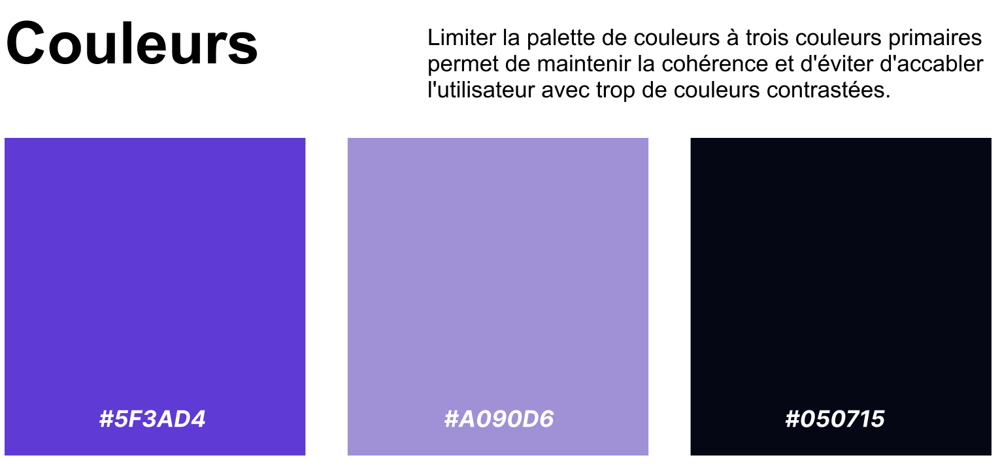 Couleurs
Limiter la palette de couleurs à trois couleurs primaires
permet de maintenir la cohérence et d'éviter d'accabler
l'utilisateur avec trop de couleurs contrastées.
#5F3AD4
#A090D6
#050715